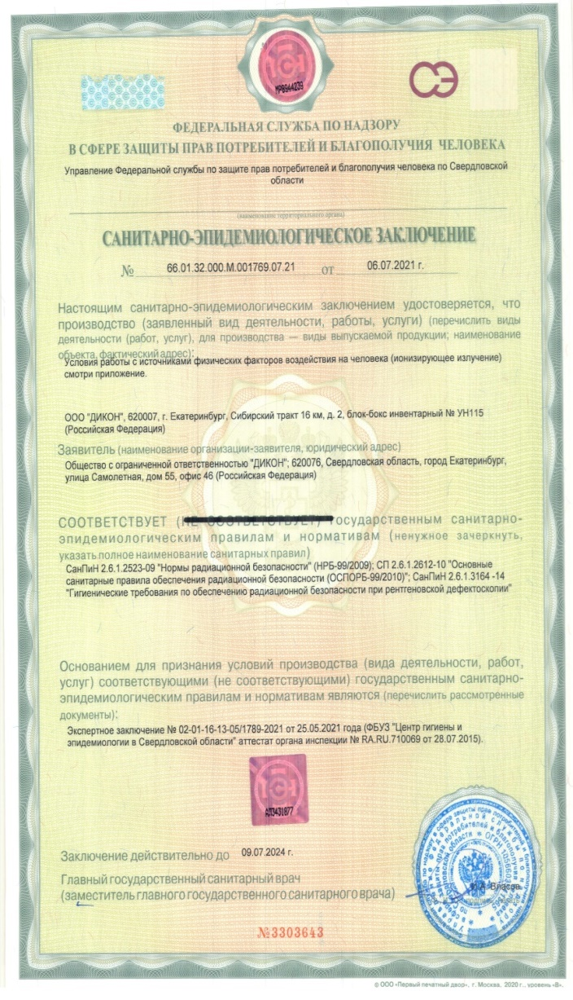 МР8944239
СЭ
ФЕДЕРАЛЬНАЯ СЛУЖБА ПО НАДЗОРУ
В СФЕРЕ ЗАЩИТЫ ПРАВ ПОТРЕБИТЕЛЕЙ И БЛАГОПОЛУЧИЯ ЧЕЛОВЕКА
Управление Федеральной службы по защите прав потребителей и благополучия человека по Свердловской
области
(наименование территориального органа)
САНИТАРНО-ЭПИДЕМИОЛОГИЧЕСКОЕ ЗАКЛЮЧЕНИЕ
№ 66.01.32.000.М.001769.07.21 от 06.07.2021 г.
Настоящим санитарно-эпидемиологическим заключением удостоверяется, что
производство (заявленный вид деятельности, работы, услуги) (перечислить виды
деятельности (работ, услуг), для производства — виды выпускаемой продукции; наименование
объекта, фактический адрес):
Условия работы с источниками физических факторов воздействия на человека (ионизирующее излучение)
смотри приложение.
ООО "ДИКОН", 620007, г. Екатеринбург, Сибирский тракт 16 км, д. 2, блок-бокс инвентарный № УН115
(Российская Федерация)
Заявитель (наименование организации-заявителя, юридический адрес)
Общество с ограниченной ответственностью "ДИКОН"; 620076, Свердловская область, город Екатеринбург,
улица Самолетная, дом 55, офис 46 (Российская Федерация)
СООТВЕТСТВУЕТ (НЕ СООТВЕТСТВУЕТ) государственным санитарно-
эпидемиологическим правилам и нормативам (ненужное зачеркнуть,
указать полное наименование санитарных правил)
СанПиН 2.6.1.2523-09 "Нормы радиационной безопасности" (НРБ-99/2009); СП 2.6.1.2612-10 "Основные
санитарные правила обеспечения радиационной безопасности (ОСПОРБ-99/2010)"; СанПиН 2.6.1.3164 -14
"Гигиенические требования по обеспечению радиационной безопасности при рентгеновской дефектоскопии"
Основанием для признания условий производства (вида деятельности, работ,
услуг) соответствующими (не соответствующими) государственным санитарно-
эпидемиологическим правилам и нормативам являются (перечислить рассмотренные
документы):
Экспертное заключение № 02-01-16-13-05/1789-2021 от 25.05.2021 года (ФБУЗ "Центр гигиены и
эпидемиологии в Свердловской области" аттестат органа инспекции № RA.RU.710069 от 28.07.2015).
Заключение действительно до 09.07.2024 г.
Главный государственный санитарный врач
(заместитель главного государственного санитарного врача)
Власов
№3303643
© ООО «Первый печатный двор», г. Москва, 2020 г., уровень «В».